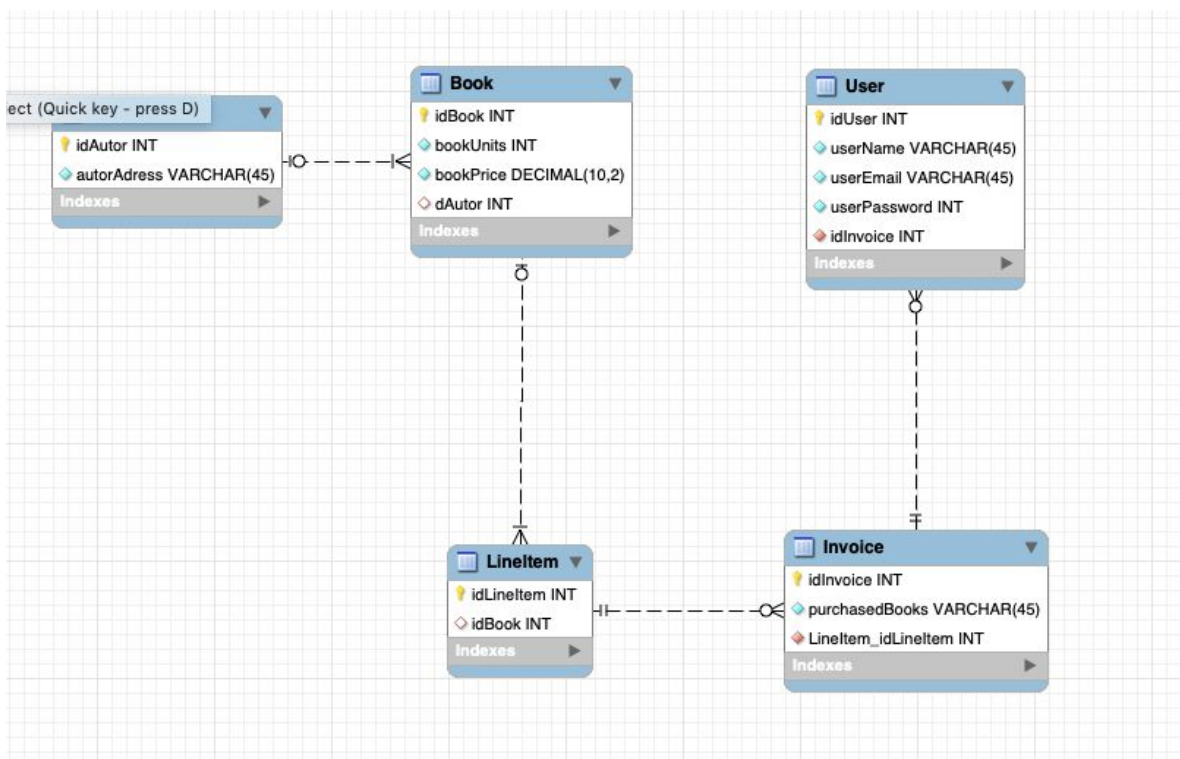 ect (Quick key - press D)
idAutor INT
autorAdress VARCHAR(45)
Indexes
Book
idBook INT
bookUnits INT
bookPrice DECIMAL(10,2)
dAutor INT
Indexes
User
idUser INT
userName VARCHAR(45)
userEmail VARCHAR(45)
userPassword INT
idInvoice INT
Indexes
LineItem
idLineItem INT
idBook INT
Indexes
Invoice
idInvoice INT
purchasedBooks VARCHAR(45)
LineItem_idLineItem INT
Indexes